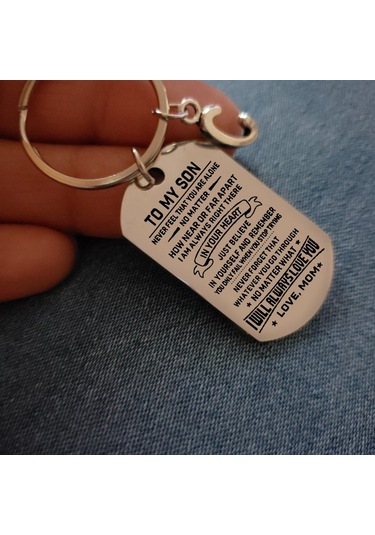 TO MY SON
NEVER FEEL THAT YOU ARE ALONE
NO MATTER
HOW NEAR OR FAR APART
I AM ALWAYS RIGHT THERE
IN YOUR HEART
JUST BELIEVE
IN YOURSELF AND REMEMBER
YOU ONLY FAIL WHEN YOU STOP TRYING
NEVER FORGET THAT
WHATEVER YOU GO THROUGH
NO MATTER WHAT
I WILL ALWAYS LOVE YOU
LOVE, MOM